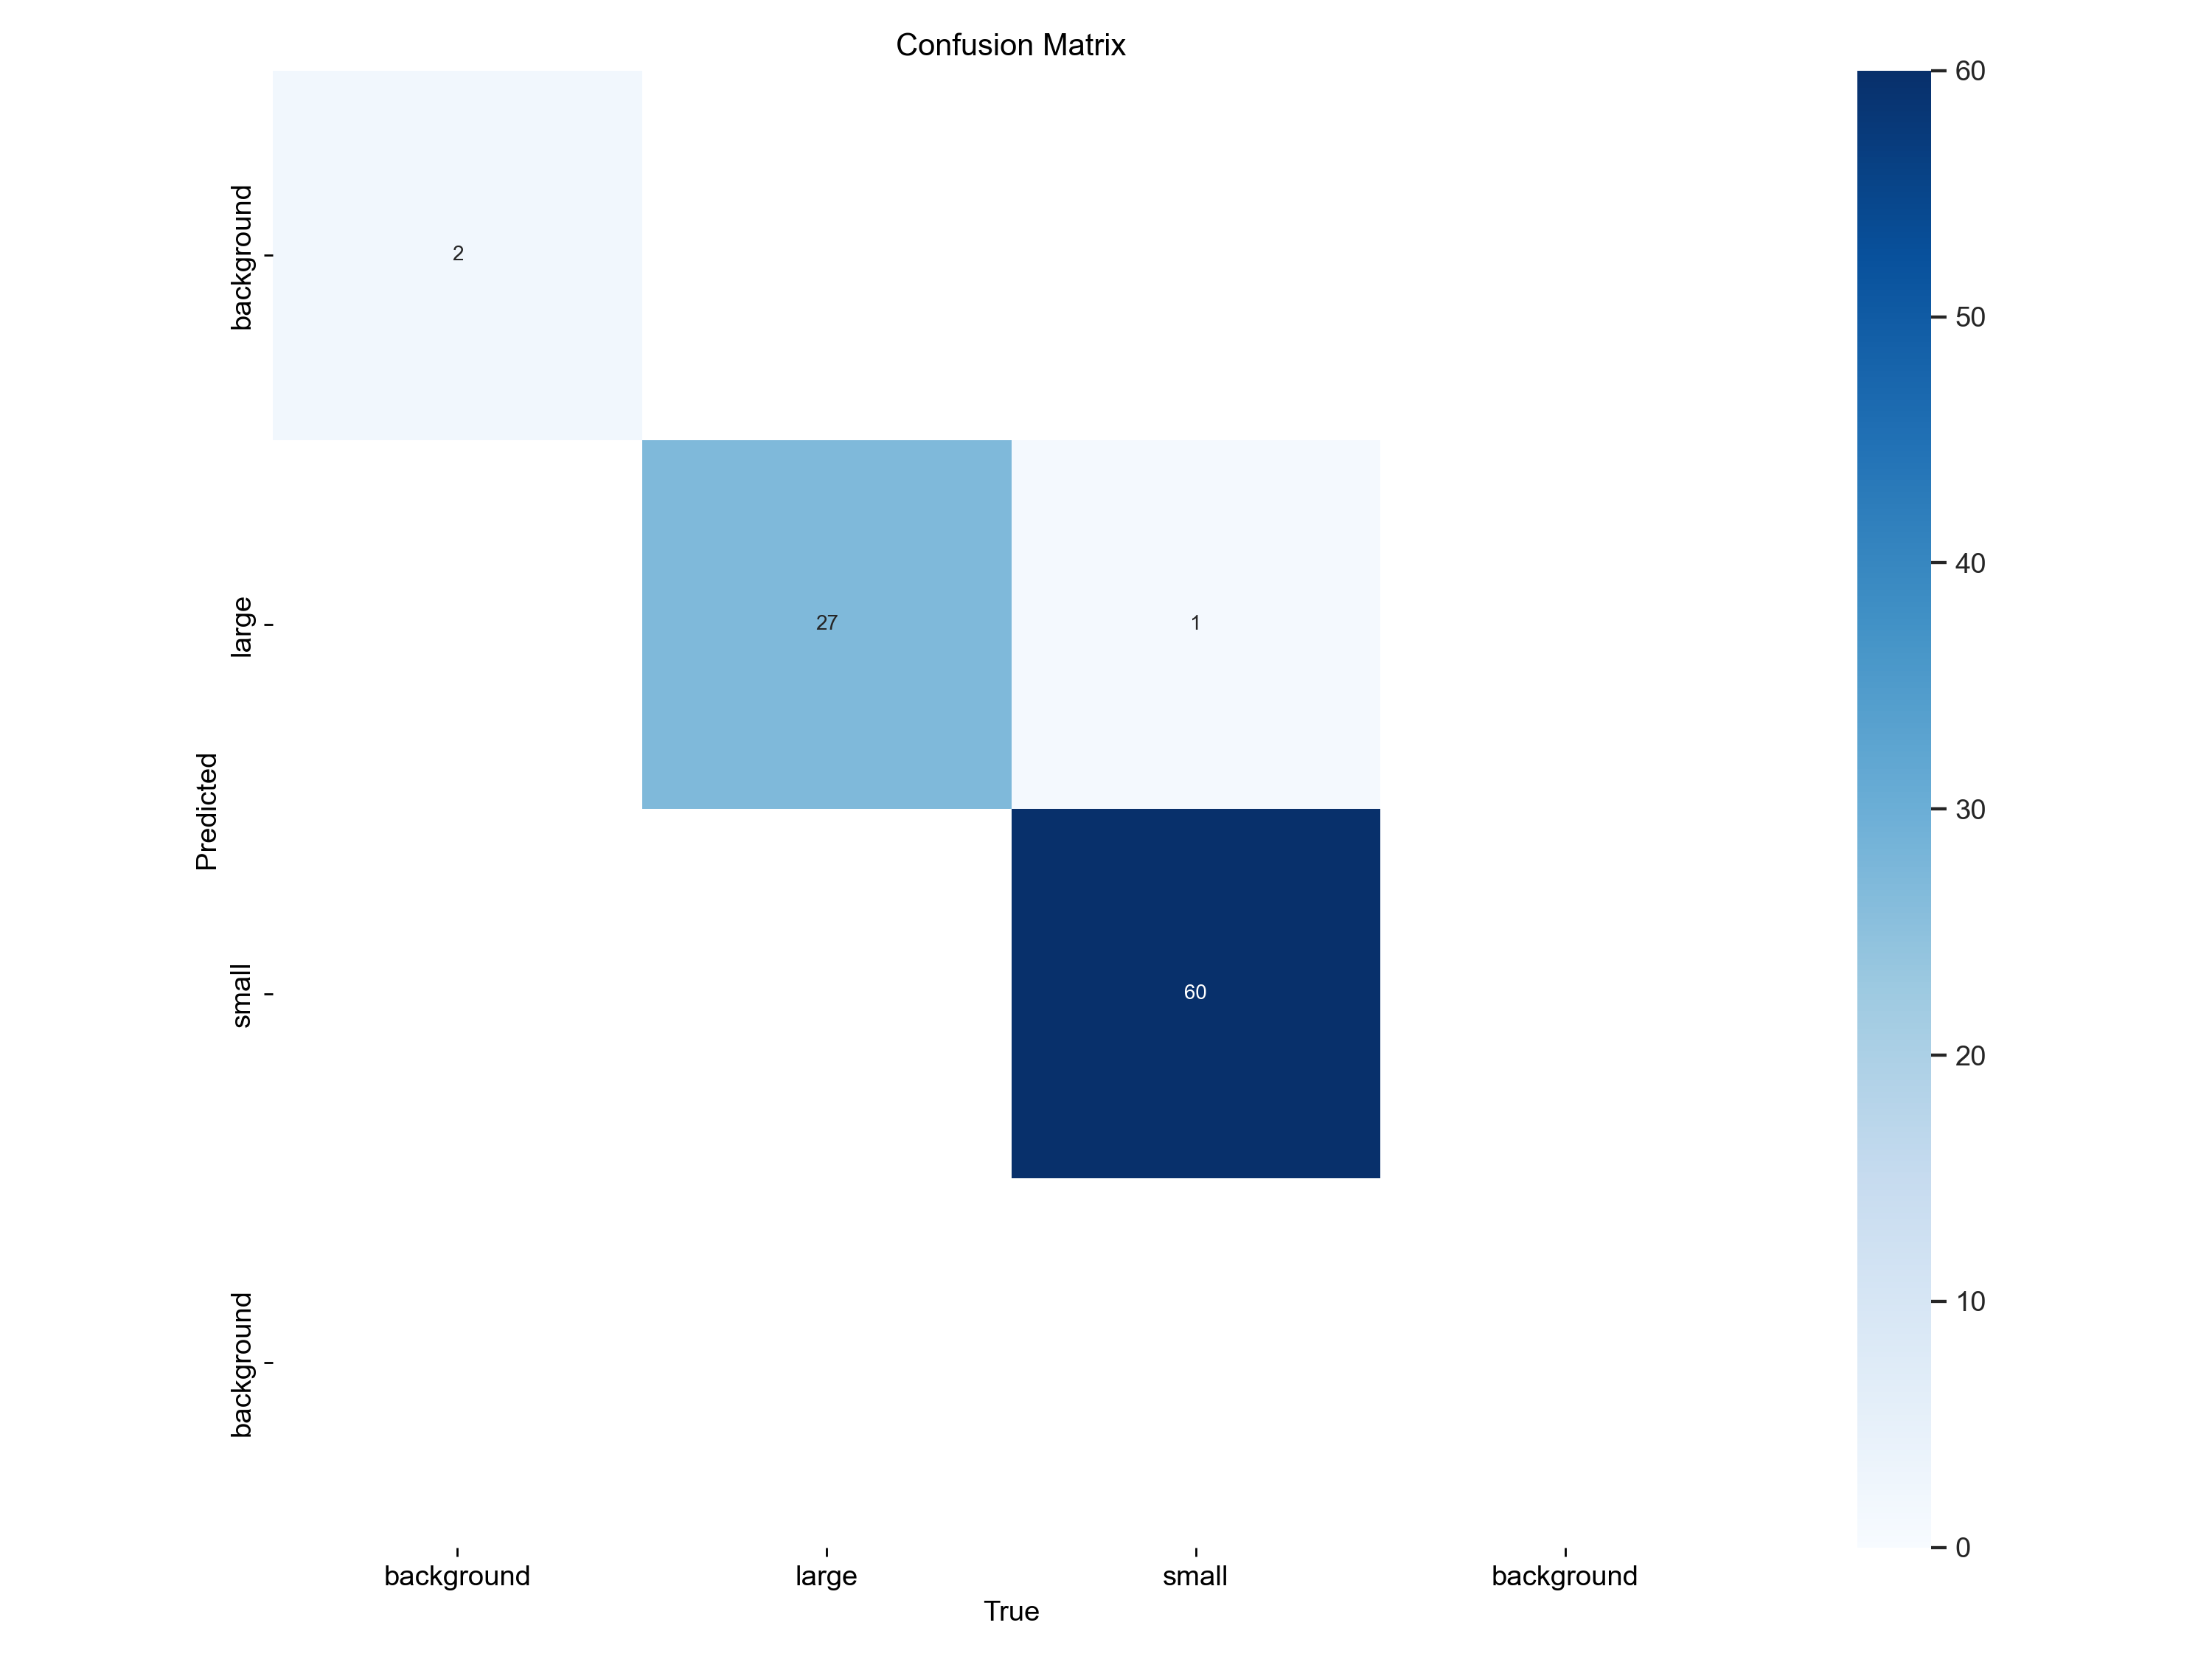 Confusion Matrix
background
2
large
27
1
Predicted
small
60
background
background
large
small
background
True
60
50
40
30
20
10
0